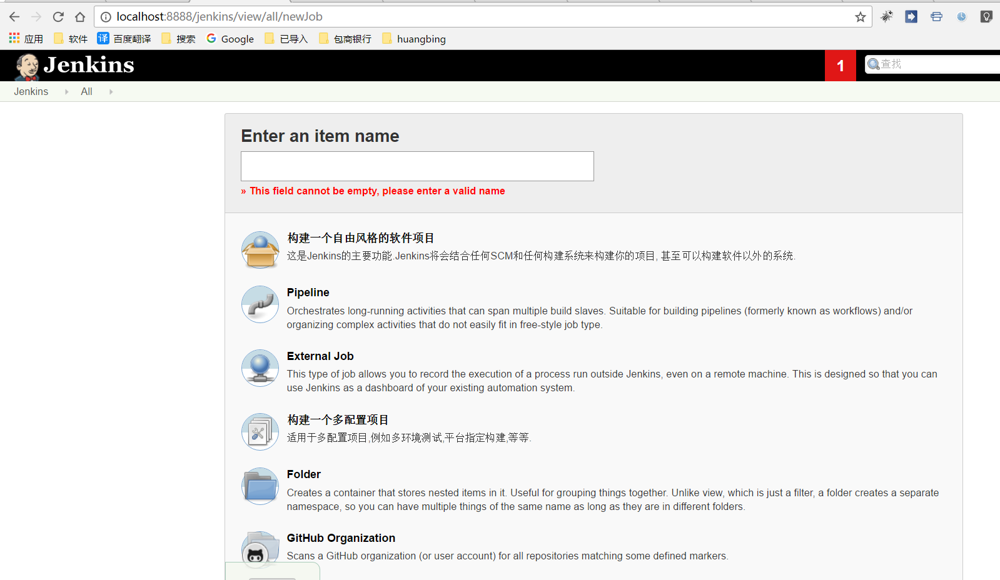 localhost:8888/jenkins/view/all/newJob
应用 软件 译 百度翻译 搜索 G Google 已导入 包商银行 huangbing
Jenkins 1 查找
Jenkins All
Enter an item name
» This field cannot be empty, please enter a valid name
构建一个自由风格的软件项目
这是Jenkins的主要功能.Jenkins将会结合任何SCM和任何构建系统来构建你的项目, 甚至可以构建软件以外的系统.
Pipeline
Orchestrates long-running activities that can span multiple build slaves. Suitable for building pipelines (formerly known as workflows) and/or
organizing complex activities that do not easily fit in free-style job type.
External Job
This type of job allows you to record the execution of a process run outside Jenkins, even on a remote machine. This is designed so that you can
use Jenkins as a dashboard of your existing automation system.
构建一个多配置项目
适用于多配置项目,例如多环境测试,平台指定构建,等等.
Folder
Creates a container that stores nested items in it. Useful for grouping things together. Unlike view, which is just a filter, a folder creates a separate
namespace, so you can have multiple things of the same name as long as they are in different folders.
GitHub Organization
Scans a GitHub organization (or user account) for all repositories matching some defined markers.